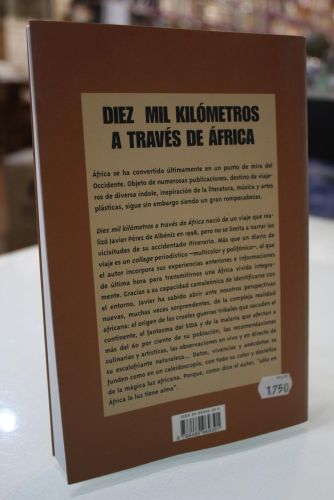 DIEZ MIL KILÓMETROS
A TRAVÉS DE ÁFRICA
África se ha convertido últimamente en un punto de mira del
Occidente. Objeto de numerosas publicaciones, destino de viajeros
de diversa índole, inspiración de la literatura, música y artes
plásticas, sigue sin embargo siendo un gran rompecabezas.
Diez mil kilómetros a través de África nació de un viaje que realizó
Javier Pérez de Albéniz en 1998, pero no se limita a narrar las
vicisitudes de su accidentado itinerario. Más que un diario de
viaje es un collage periodístico —multicolor y polifónico—, al que
el autor incorpora sus experiencias anteriores e informaciones
de última hora para transmitirnos una África vivida íntegramente.
Gracias a su capacidad camaleónica de identificarse con
el entorno, Javier ha sabido abrir ante nosotros perspectivas
nuevas, muchas veces sorprendentes, de la compleja realidad
africana: el origen de las crueles guerras tribales que sacuden el
continente, el fantasma del SIDA y de la malaria que afectan a
más del 60 por ciento de su población, las recomendaciones
culinarias y artísticas, las observaciones en vivo y en directo de
su escalofriante naturaleza... Datos, vivencias y anécdotas se
funden como en un caleidoscopio, con todo su calor y destellos
de la mágica luz africana. Porque, como dice el autor, "sólo en
África la luz tiene alma".
1.750